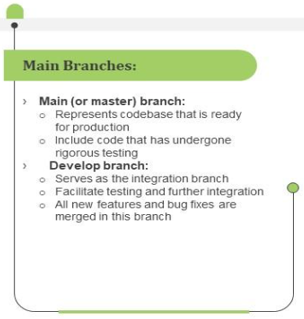 Main Branches:
› Main (or master) branch:
o Represents codebase that is ready
for production
o Include code that has undergone
rigorous testing
› Develop branch:
o Serves as the integration branch
o Facilitate testing and further integration
o All new features and bug fixes are
merged in this branch